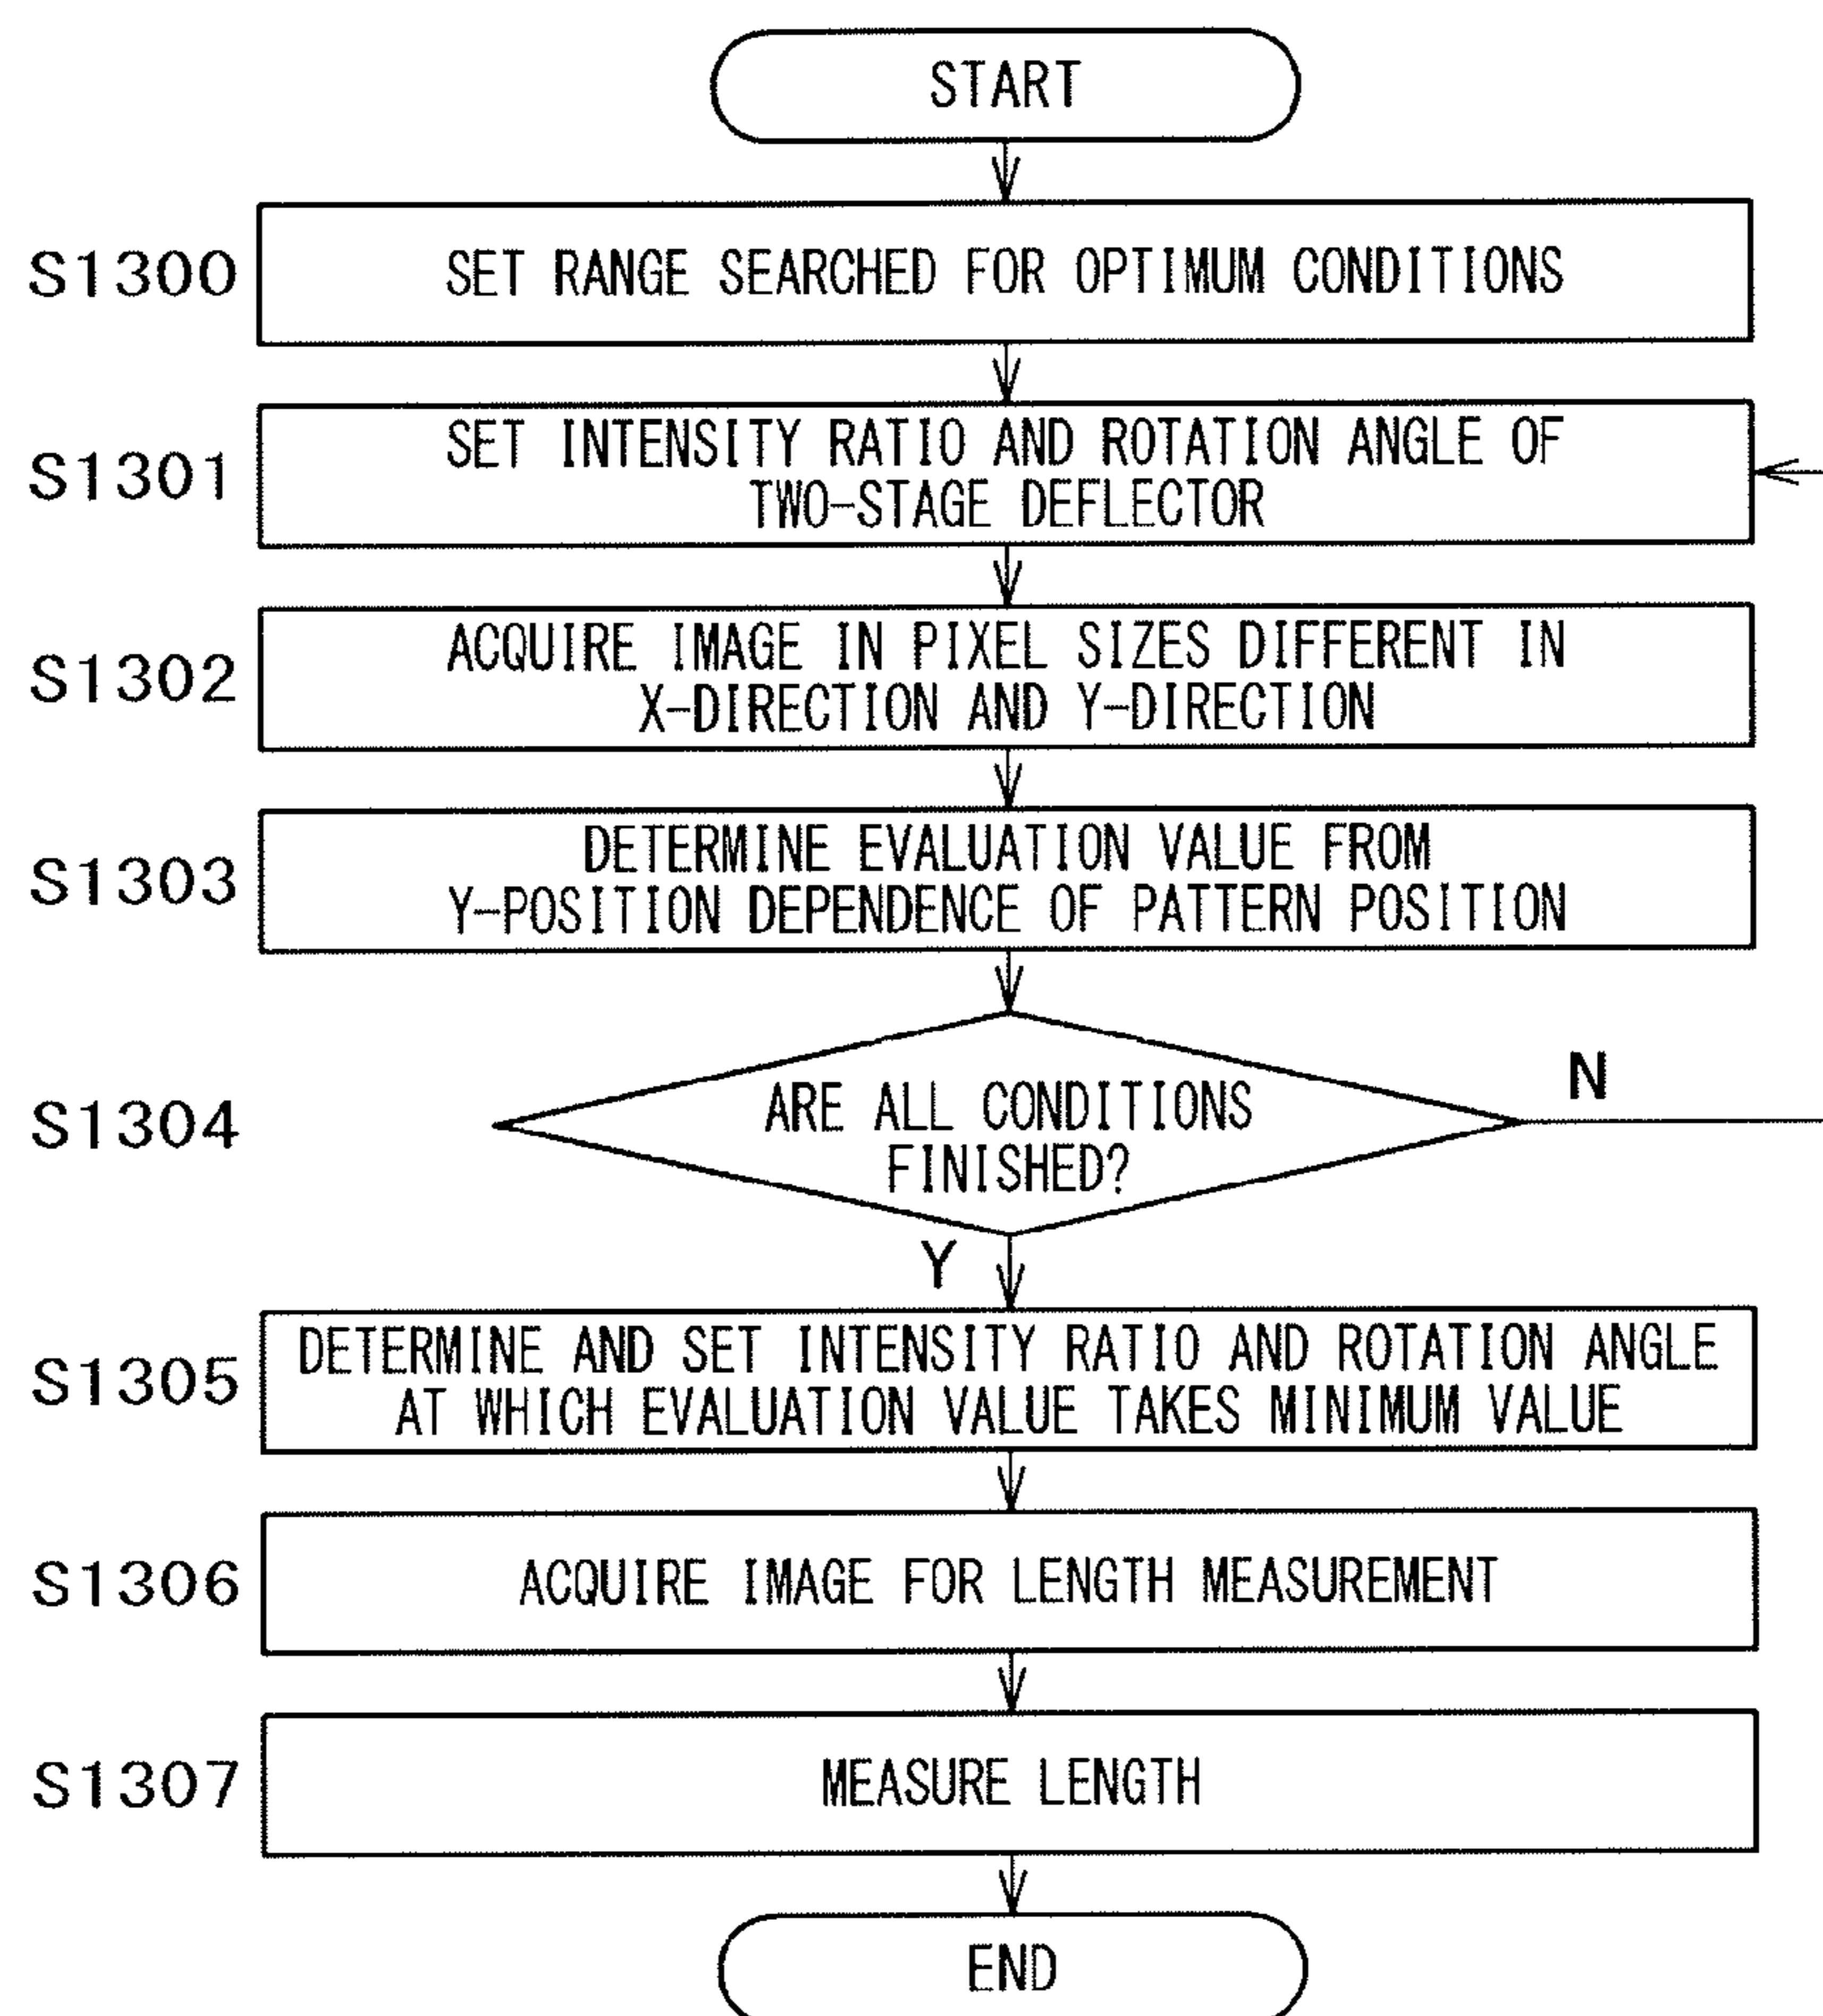 START
S1300
SET RANGE SEARCHED FOR OPTIMUM CONDITIONS
S1301
SET INTENSITY RATIO AND ROTATION ANGLE OF
TWO-STAGE DEFLECTOR
S1302
ACQUIRE IMAGE IN PIXEL SIZES DIFFERENT IN
X-DIRECTION AND Y-DIRECTION
S1303
DETERMINE EVALUATION VALUE FROM
Y-POSITION DEPENDENCE OF PATTERN POSITION
S1304
ARE ALL CONDITIONS
FINISHED?
N
Y
S1305
DETERMINE AND SET INTENSITY RATIO AND ROTATION ANGLE
AT WHICH EVALUATION VALUE TAKES MINIMUM VALUE
S1306
ACQUIRE IMAGE FOR LENGTH MEASUREMENT
S1307
MEASURE LENGTH
END